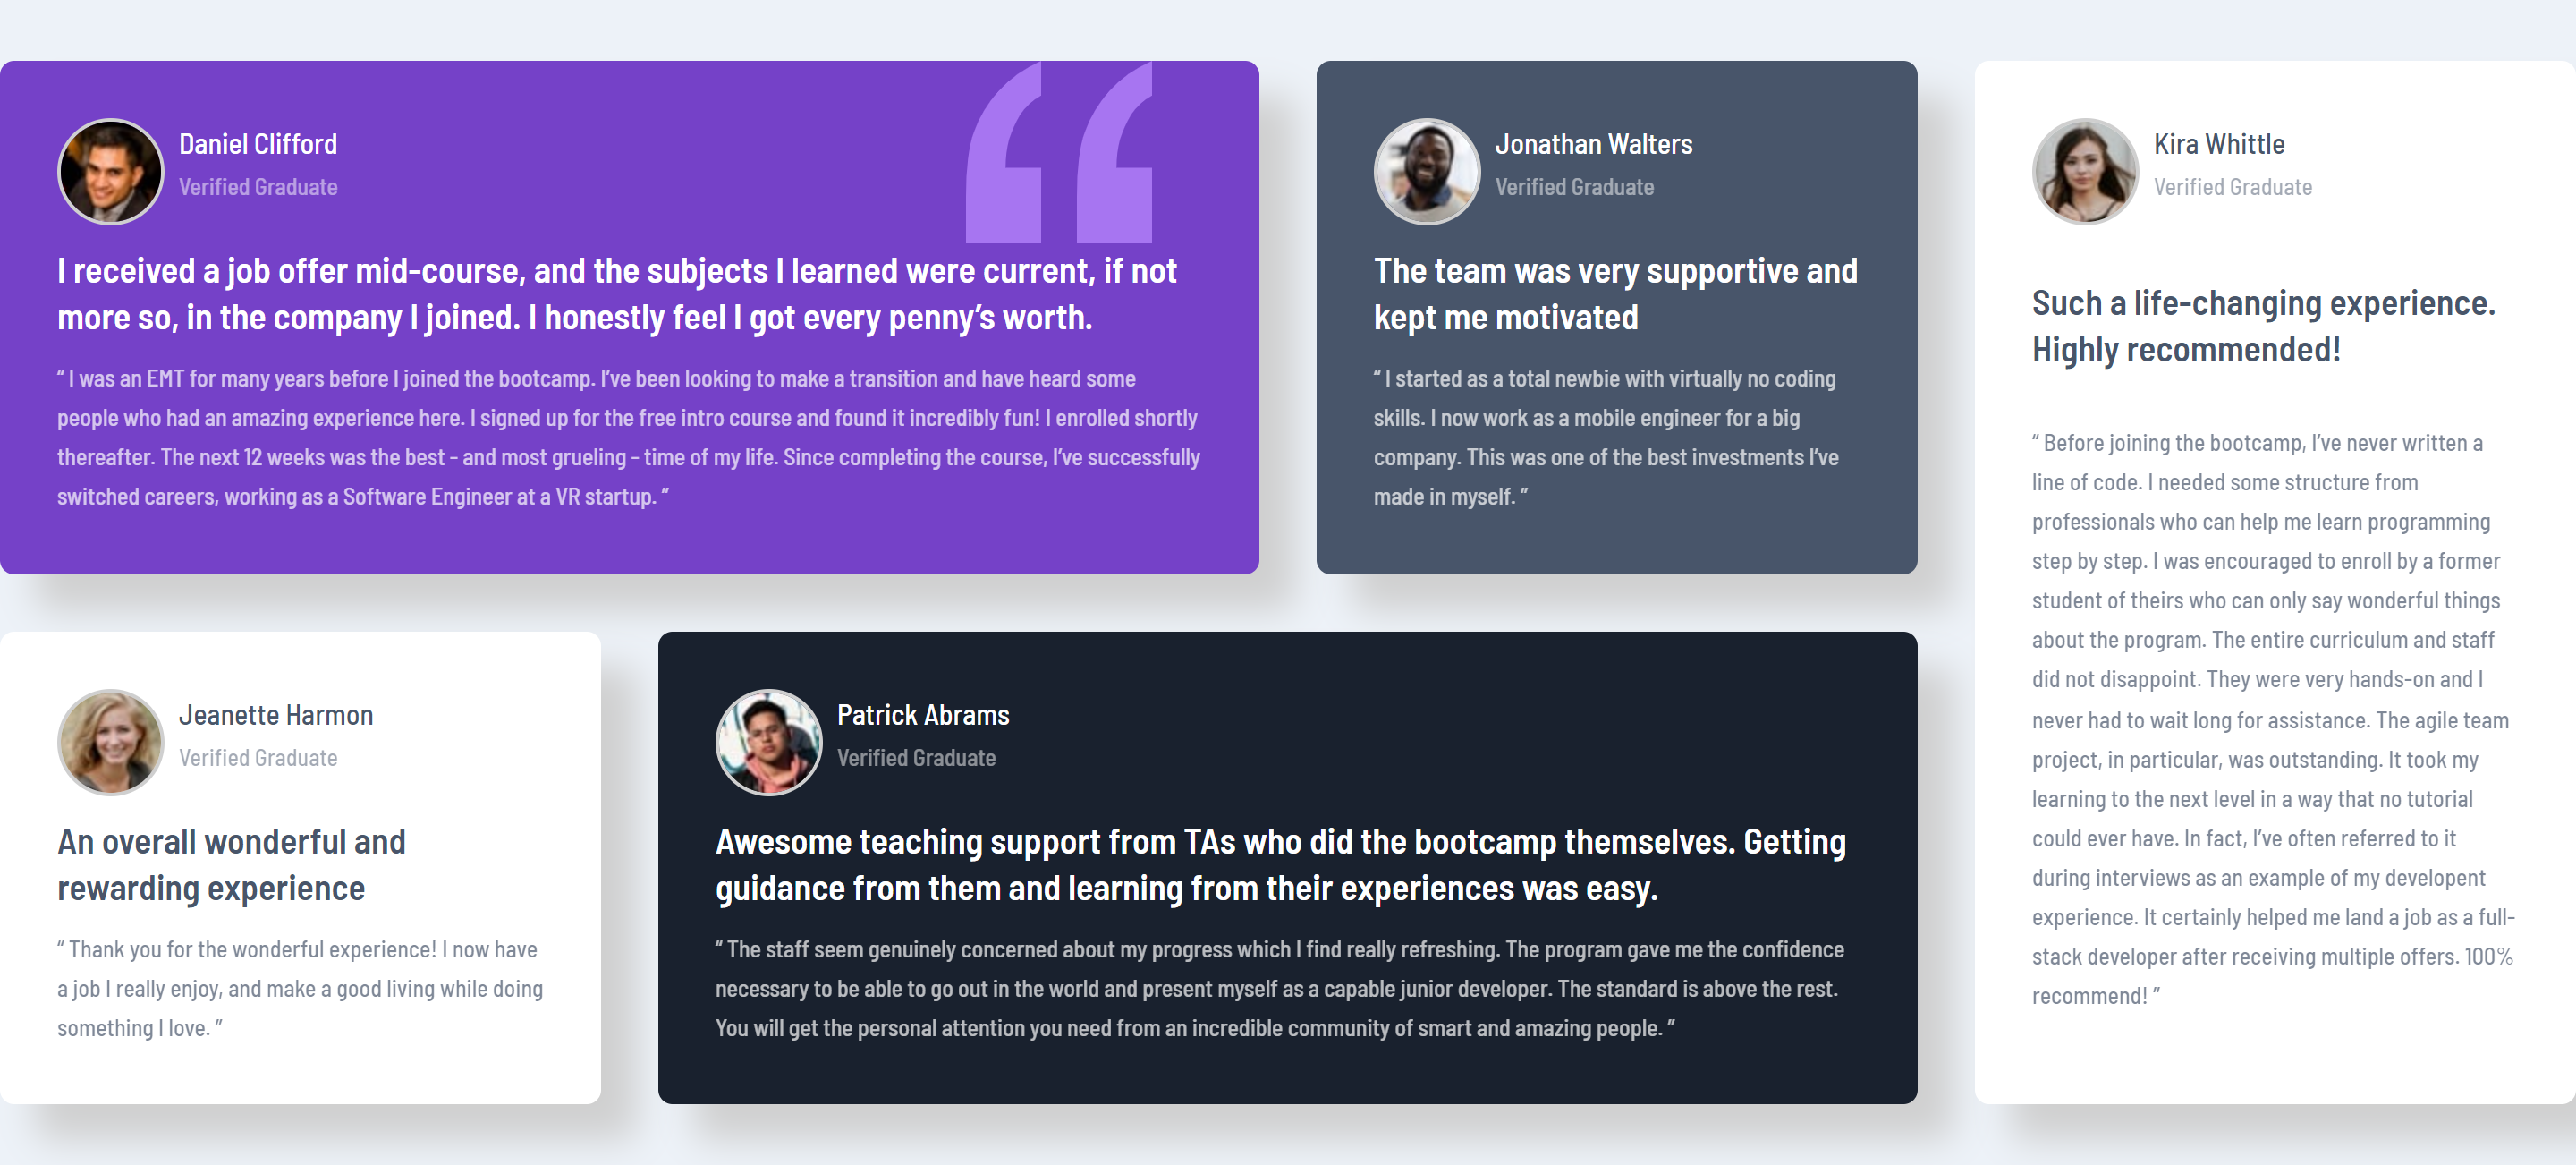 Daniel Clifford
Verified Graduate
I received a job offer mid-course, and the subjects I learned were current, if not
more so, in the company I joined. I honestly feel I got every penny’s worth.
“ I was an EMT for many years before I joined the bootcamp. I’ve been looking to make a transition and have heard some
people who had an amazing experience here. I signed up for the free intro course and found it incredibly fun! I enrolled shortly
thereafter. The next 12 weeks was the best - and most grueling - time of my life. Since completing the course, I’ve successfully
switched careers, working as a Software Engineer at a VR startup. ”
Jonathan Walters
Verified Graduate
The team was very supportive and
kept me motivated
“ I started as a total newbie with virtually no coding
skills. I now work as a mobile engineer for a big
company. This was one of the best investments I’ve
made in myself. ”
Kira Whittle
Verified Graduate
Such a life-changing experience.
Highly recommended!
“ Before joining the bootcamp, I’ve never written a
line of code. I needed some structure from
professionals who can help me learn programming
step by step. I was encouraged to enroll by a former
student of theirs who can only say wonderful things
about the program. The entire curriculum and staff
did not disappoint. They were very hands-on and I
never had to wait long for assistance. The agile team
project, in particular, was outstanding. It took my
learning to the next level in a way that no tutorial
could ever have. In fact, I’ve often referred to it
during interviews as an example of my developent
experience. It certainly helped me land a job as a full-
stack developer after receiving multiple offers. 100%
recommend! ”
Jeanette Harmon
Verified Graduate
An overall wonderful and
rewarding experience
“ Thank you for the wonderful experience! I now have
a job I really enjoy, and make a good living while doing
something I love. ”
Patrick Abrams
Verified Graduate
Awesome teaching support from TAs who did the bootcamp themselves. Getting
guidance from them and learning from their experiences was easy.
“ The staff seem genuinely concerned about my progress which I find really refreshing. The program gave me the confidence
necessary to be able to go out in the world and present myself as a capable junior developer. The standard is above the rest.
You will get the personal attention you need from an incredible community of smart and amazing people. ”